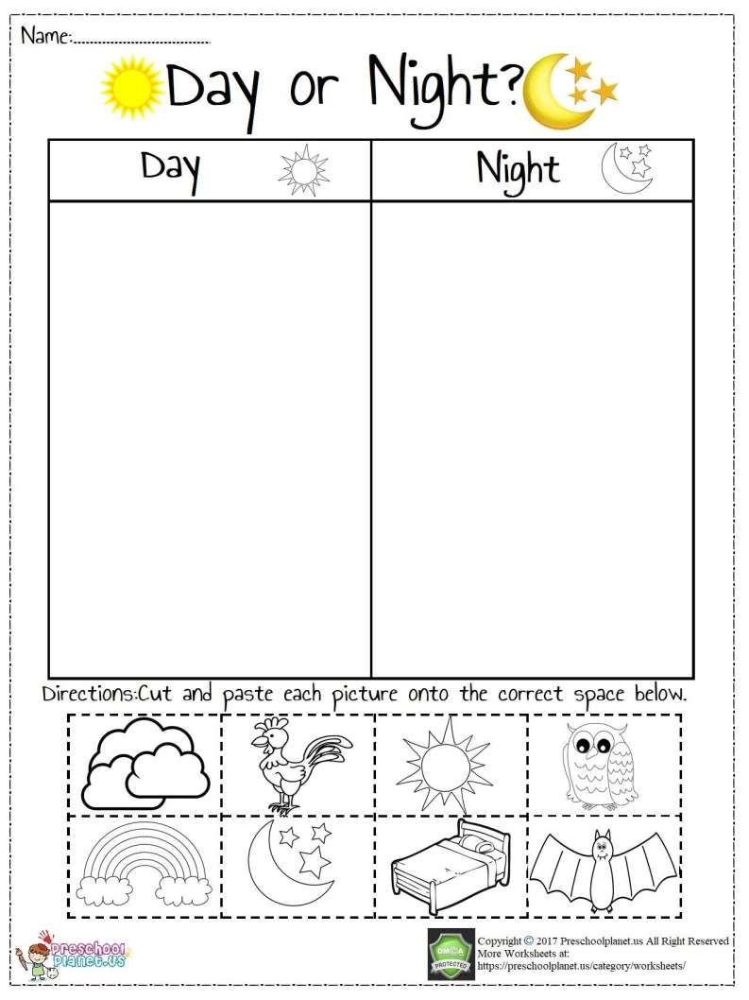 Name:................................
Day or Night?
Day
Night
Directions:Cut and paste each picture onto the correct space below.
Preschool
Planet.us
DMCA
PROTECTED
Copyright © 2017 Preschoolplanet.us All Right Reserved
More Worksheets at:
https://preschoolplanet.us/category/worksheets/